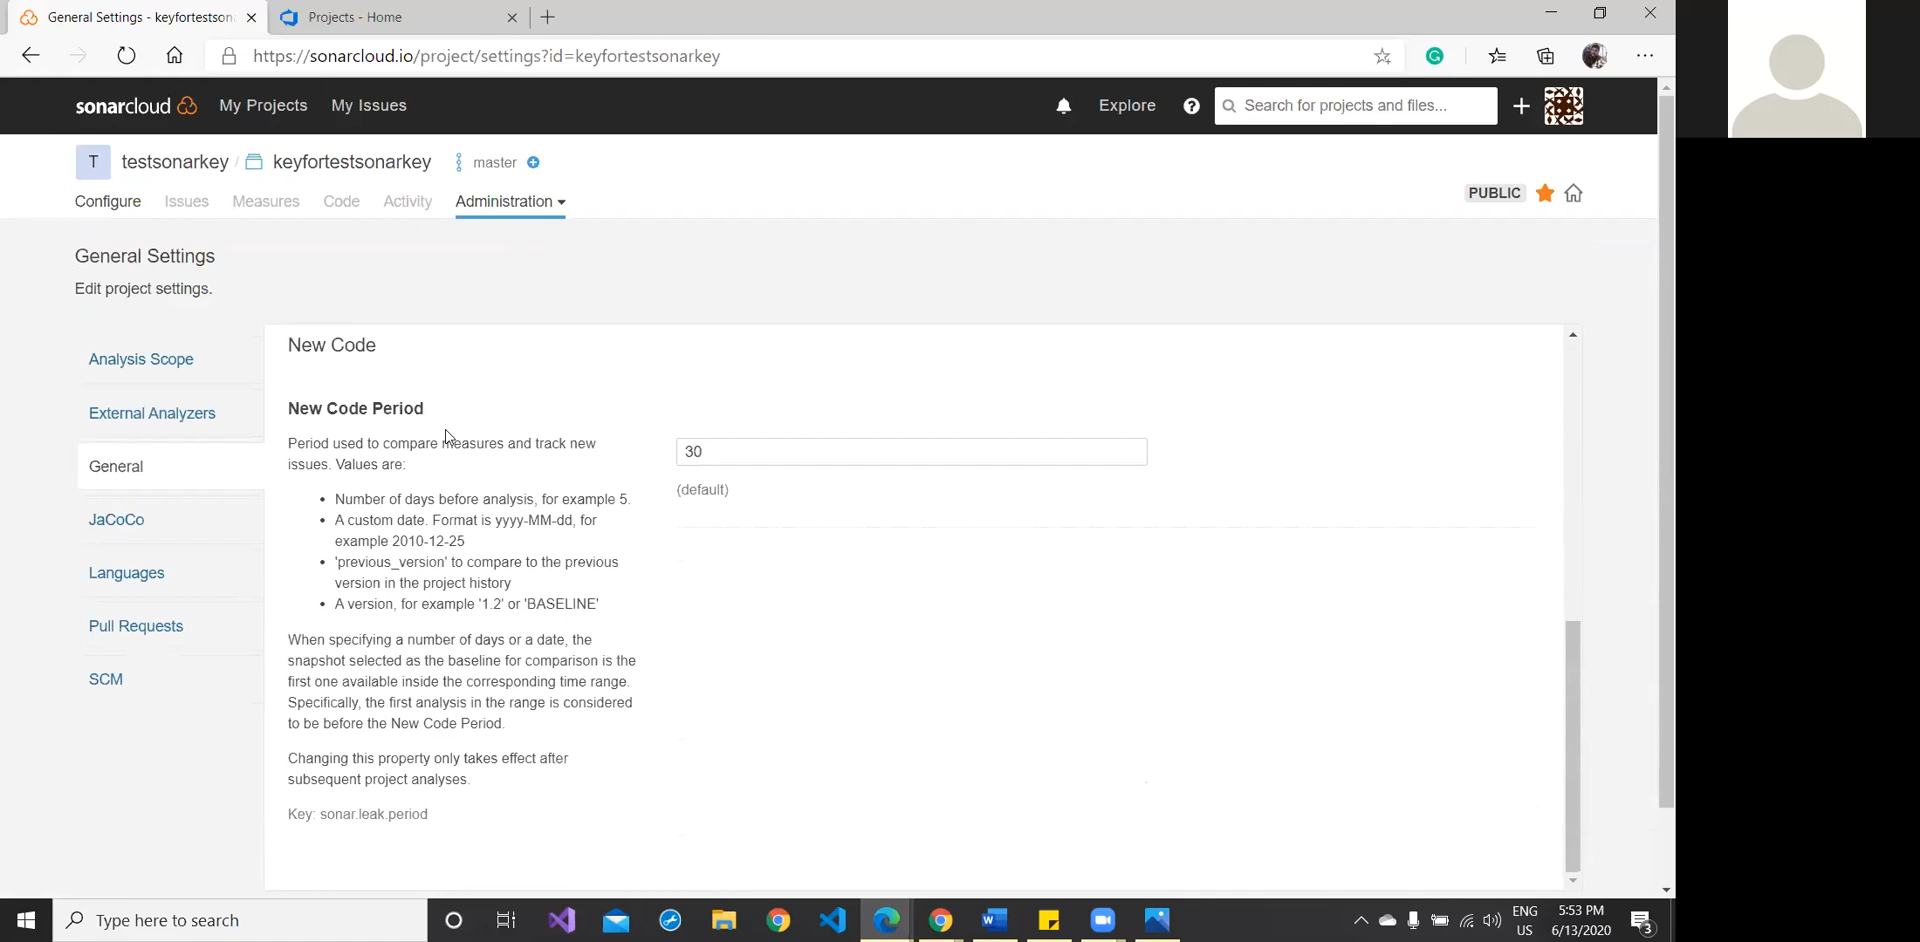 General Settings - keyfortestsonar
Projects - Home
https://sonarcloud.io/project/settings?id=keyfortestsonarkey
sonarcloud My Projects My Issues Explore Search for projects and files...
T testsonarkey / keyfortestsonarkey master
Configure Issues Measures Code Activity Administration
PUBLIC
General Settings
Edit project settings.
Analysis Scope
External Analyzers
General
JaCoCo
Languages
Pull Requests
SCM
New Code
New Code Period
Period used to compare measures and track new
issues. Values are:
• Number of days before analysis, for example 5.
• A custom date. Format is yyyy-MM-dd, for
example 2010-12-25
• 'previous_version' to compare to the previous
version in the project history
• A version, for example '1.2' or 'BASELINE'
When specifying a number of days or a date, the
snapshot selected as the baseline for comparison is the
first one available inside the corresponding time range.
Specifically, the first analysis in the range is considered
to be before the New Code Period.
Changing this property only takes effect after
subsequent project analyses.
Key: sonar.leak.period
30
(default)
Type here to search
ENG
US
5:53 PM
6/13/2020
3